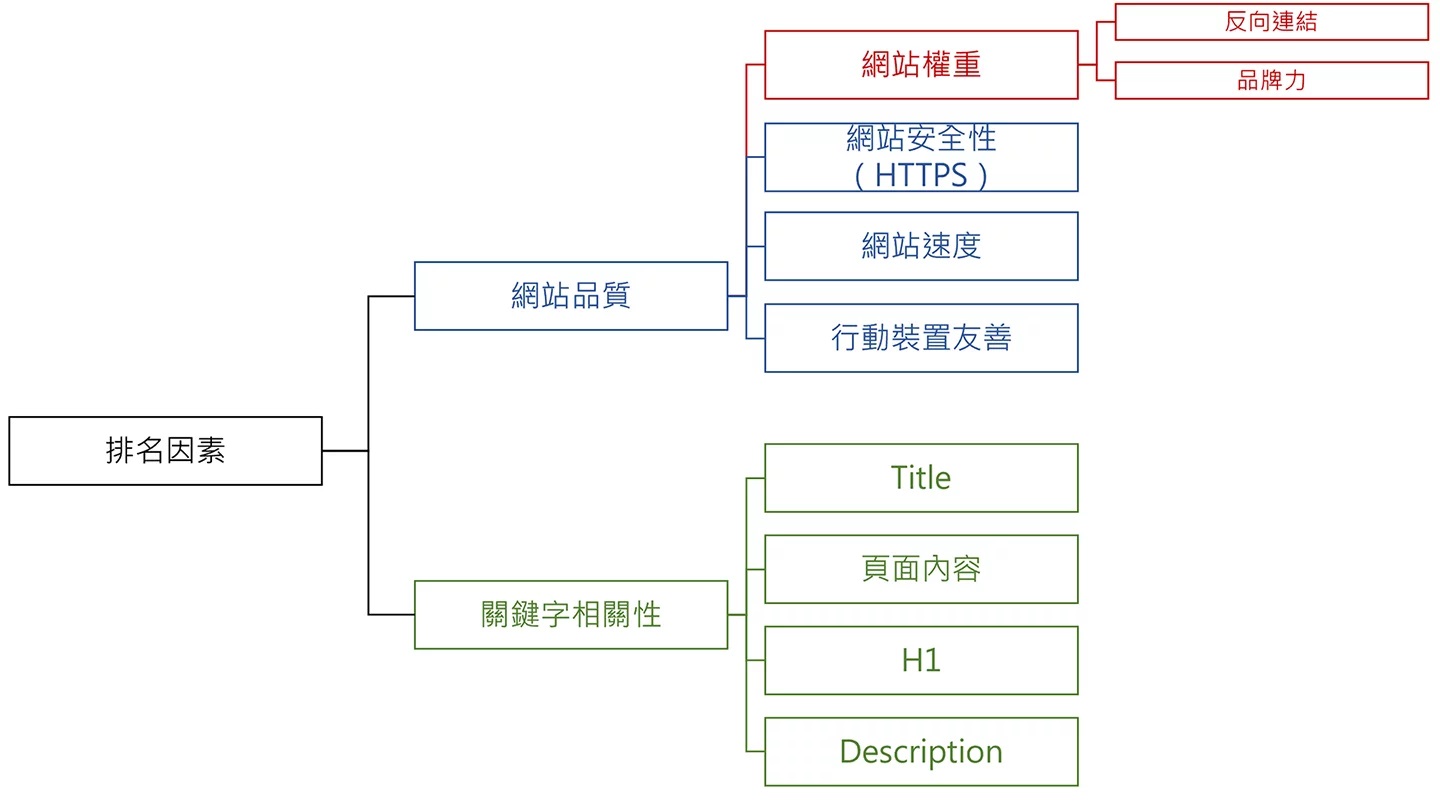 反向連結
網站權重
品牌力
網站安全性
（HTTPS）
網站速度
網站品質
行動裝置友善
排名因素
Title
頁面內容
關鍵字相關性
H1
Description